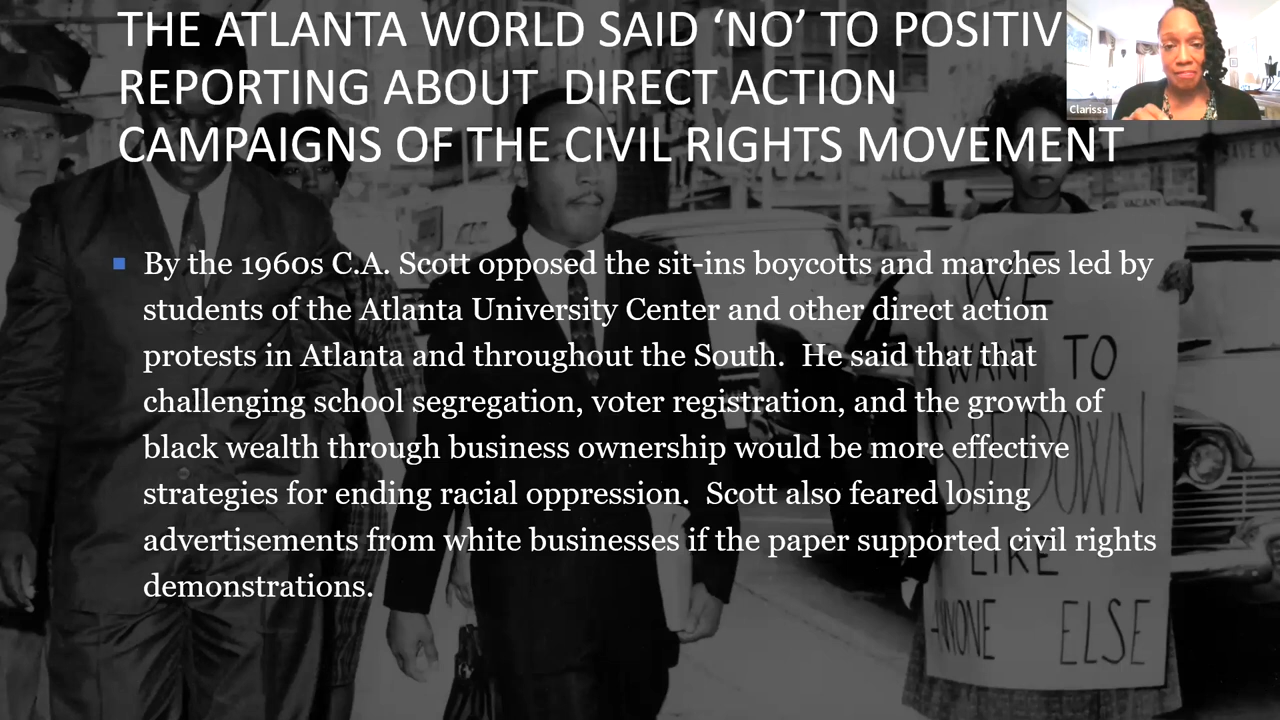 THE ATLANTA WORLD SAID ‘NO’ TO POSITIV
REPORTING ABOUT DIRECT ACTION
CAMPAIGNS OF THE CIVIL RIGHTS MOVEMENT
Clarissa
By the 1960s C.A. Scott opposed the sit-ins boycotts and marches led by
students of the Atlanta University Center and other direct action
protests in Atlanta and throughout the South. He said that that
challenging school segregation, voter registration, and the growth of
black wealth through business ownership would be more effective
strategies for ending racial oppression. Scott also feared losing
advertisements from white businesses if the paper supported civil rights
demonstrations.
VACANT
WE
WANT TO
SIT DOWN
LIKE
ANYONE ELSE